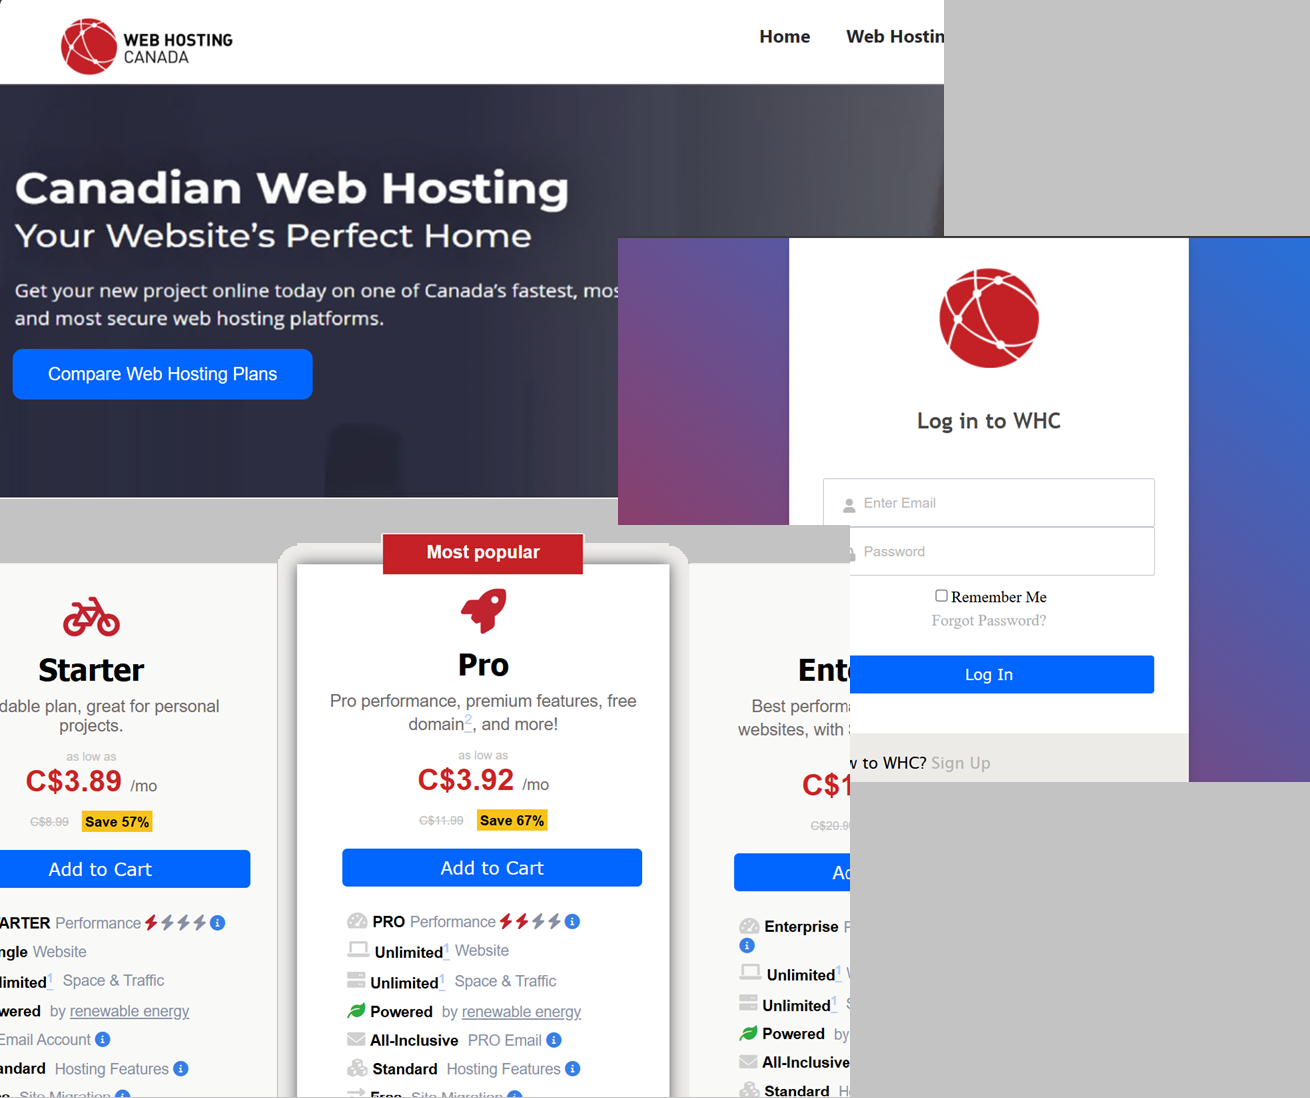 WEB HOSTING
CANADA
Home
Web Hostin
Canadian Web Hosting
Your Website's Perfect Home
Get your new project online today on one of Canada's fastest, mos
and most secure web hosting platforms.
Compare Web Hosting Plans
Log in to WHC
Enter Email
Password
Remember Me
Forgot Password?
Log In
w to WHC? Sign Up
Starter
dable plan, great for personal
projects.
as low as
C$3.89 /mo
C$8.99 Save 57%
Add to Cart
ARTER Performance
ngle Website
limited1 Space & Traffic
wered by renewable energy
Email Account
andard Hosting Features
Site Migration
Most popular
Pro
Pro performance, premium features, free
domain2, and more!
as low as
C$3.92 /mo
C$11.99 Save 67%
Add to Cart
PRO Performance
Unlimited1 Website
Unlimited1 Space & Traffic
Powered by renewable energy
All-Inclusive PRO Email
Standard Hosting Features
Free Site Migration
Ente
Best performa
websites, with
C$1
C$20.9
Ad
Enterprise
Unlimited1
Unlimited1
Powered by
All-Inclusive
Standard